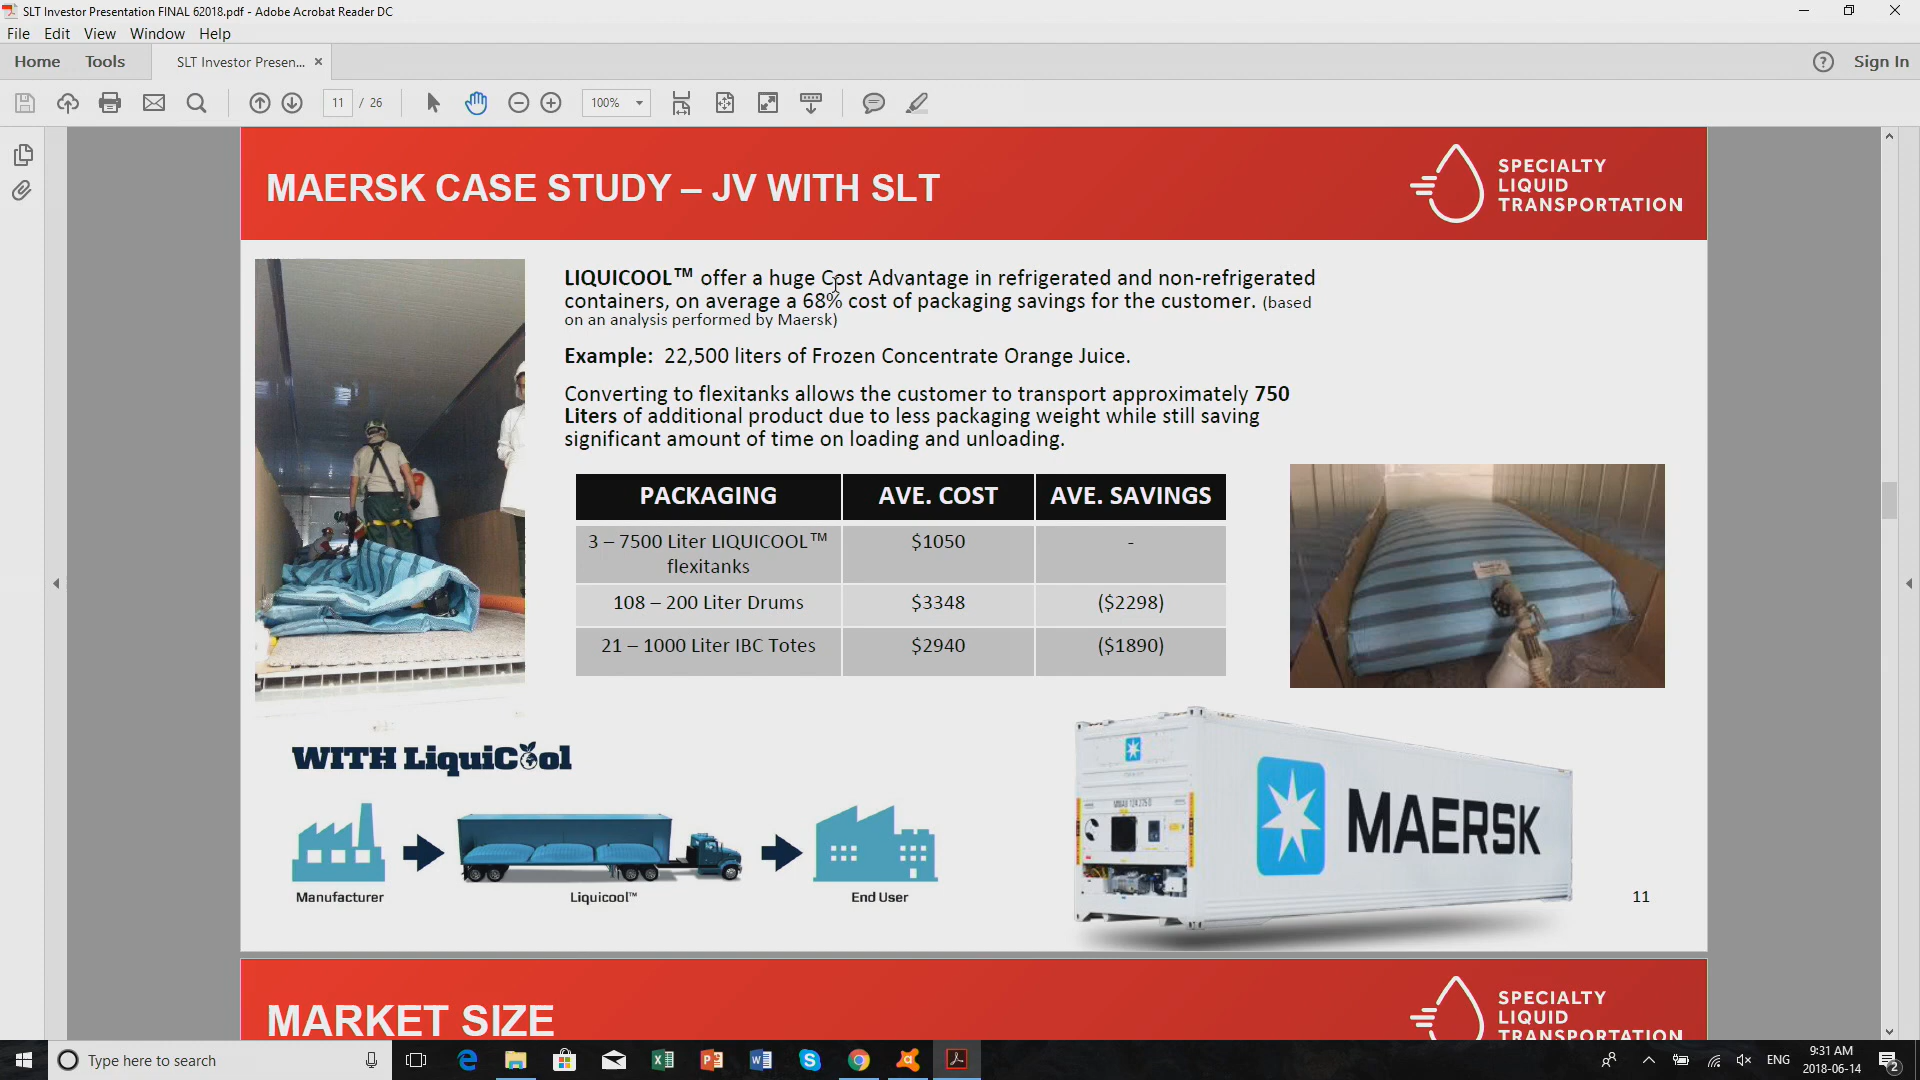 SLT Investor Presentation FINAL 62018.pdf - Adobe Acrobat Reader DC
File Edit View Window Help
Home Tools SLT Investor Presen... × Sign In
11 / 26 100%
MAERSK CASE STUDY – JV WITH SLT
SPECIALTY
LIQUID
TRANSPORTATION
LIQUICOOL™ offer a huge Cost Advantage in refrigerated and non-refrigerated
containers, on average a 68% cost of packaging savings for the customer. (based
on an analysis performed by Maersk)
Example: 22,500 liters of Frozen Concentrate Orange Juice.
Converting to flexitanks allows the customer to transport approximately 750
Liters of additional product due to less packaging weight while still saving
significant amount of time on loading and unloading.
PACKAGING AVE. COST AVE. SAVINGS
3 – 7500 Liter LIQUICOOL™ $1050 -
flexitanks
108 – 200 Liter Drums $3348 ($2298)
21 – 1000 Liter IBC Totes $2940 ($1890)
WITH LiquiCool
Manufacturer Liquicool™ End User
MAERSK
11
MARKET SIZE
SPECIALTY
LIQUID
TRANSPORTATION
Type here to search
ENG
9:31 AM
2018-06-14
2